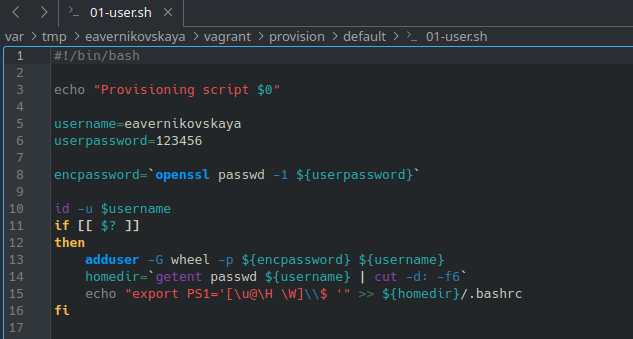 01-user.sh
var > tmp > eavernikovskaya > vagrant > provision > default > 01-user.sh
1 #!/bin/bash
2
3 echo "Provisioning script $0"
4
5 username=eavernikovskaya
6 userpassword=123456
7
8 encpassword=`openssl passwd -1 ${userpassword}`
9
10 id -u $username
11 if [[ $? ]]
12 then
13     adduser -G wheel -p ${encpassword} ${username}
14     homedir=`getent passwd ${username} | cut -d: -f6`
15     echo "export PS1='[\u@\H \W]\\$ '" >> ${homedir}/.bashrc
16 fi
17